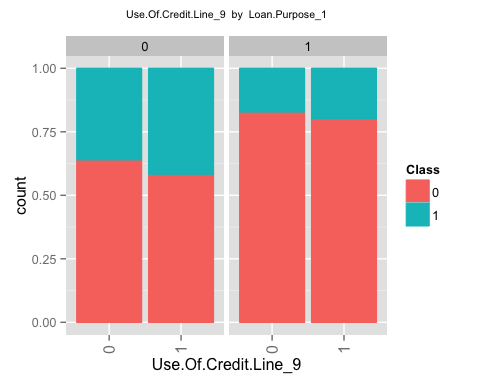 Use.Of.Credit.Line_9 by Loan.Purpose_1
0 1
1.00
0.75
0.50
0.25
0.00
count
0 1 0 1
Use.Of.Credit.Line_9
Class
0
1